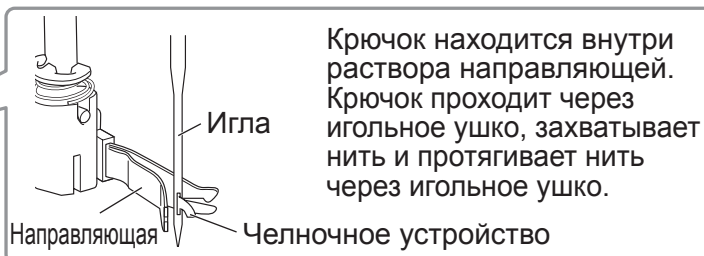 Крючок находится внутри
раствора направляющей.
Крючок проходит через
игольное ушко, захватывает
нить и протягивает нить
через игольное ушко.
Игла
Направляющая
Челночное устройство